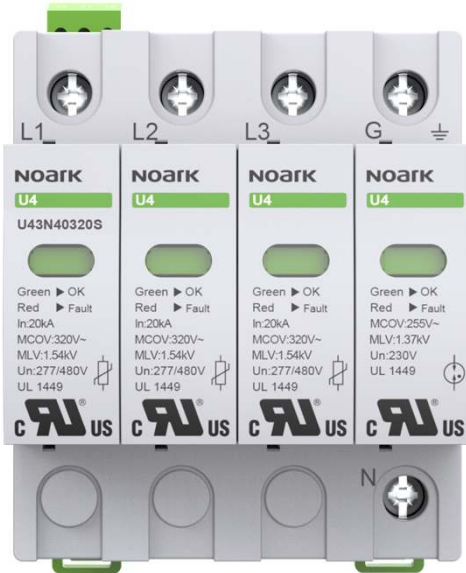 L1 L2 L3 G
NOARK
U4
U43N40320S
Green ▶ OK
Red ▶ Fault
In:20kA
MCOV:320V~
MLV:1.54kV
Un:277/480V
UL 1449
c RU ® US
NOARK
U4
Green ▶ OK
Red ▶ Fault
In:20kA
MCOV:320V~
MLV:1.54kV
Un:277/480V
UL 1449
c RU ® US
NOARK
U4
Green ▶ OK
Red ▶ Fault
In:20kA
MCOV:320V~
MLV:1.54kV
Un:277/480V
UL 1449
c RU ® US
NOARK
U4
Green ▶ OK
Red ▶ Fault
MCOV:255V~
MLV:1.37kV
Un:230V
UL 1449
c RU ® US
N